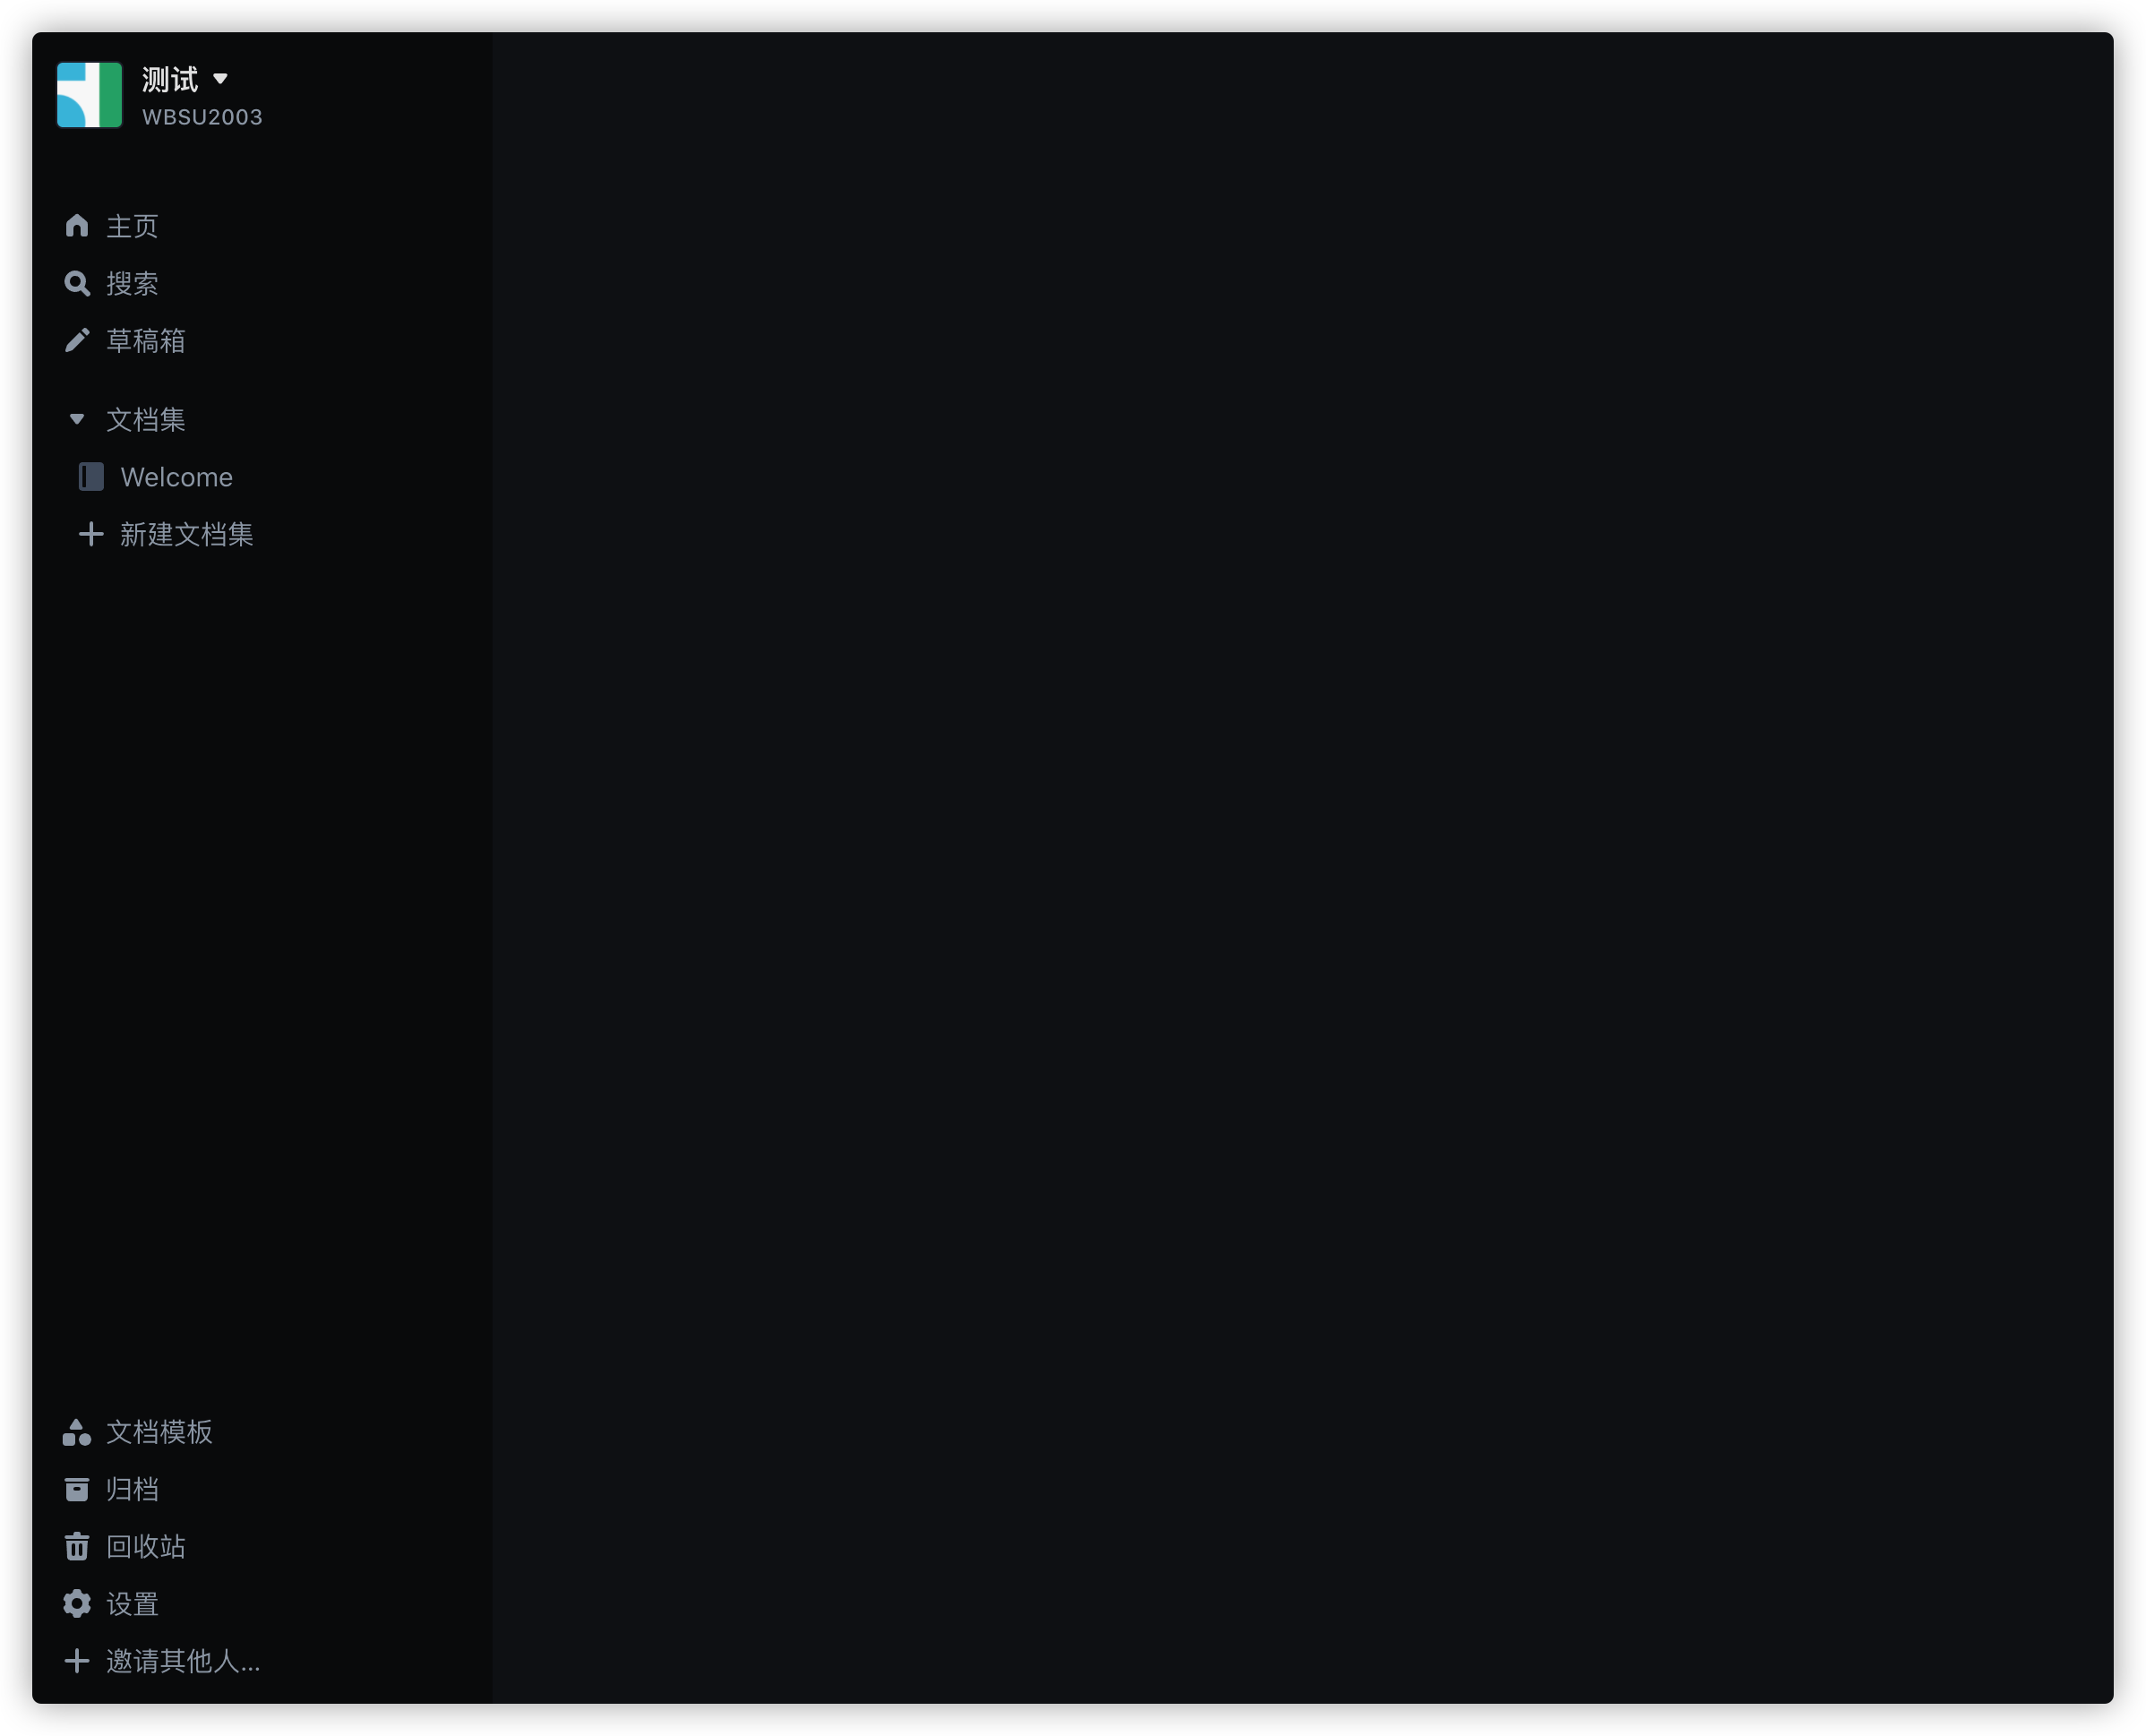 测试
WBSU2003
主页
搜索
草稿箱
文档集
Welcome
新建文档集
文档模板
归档
回收站
设置
邀请其他人...